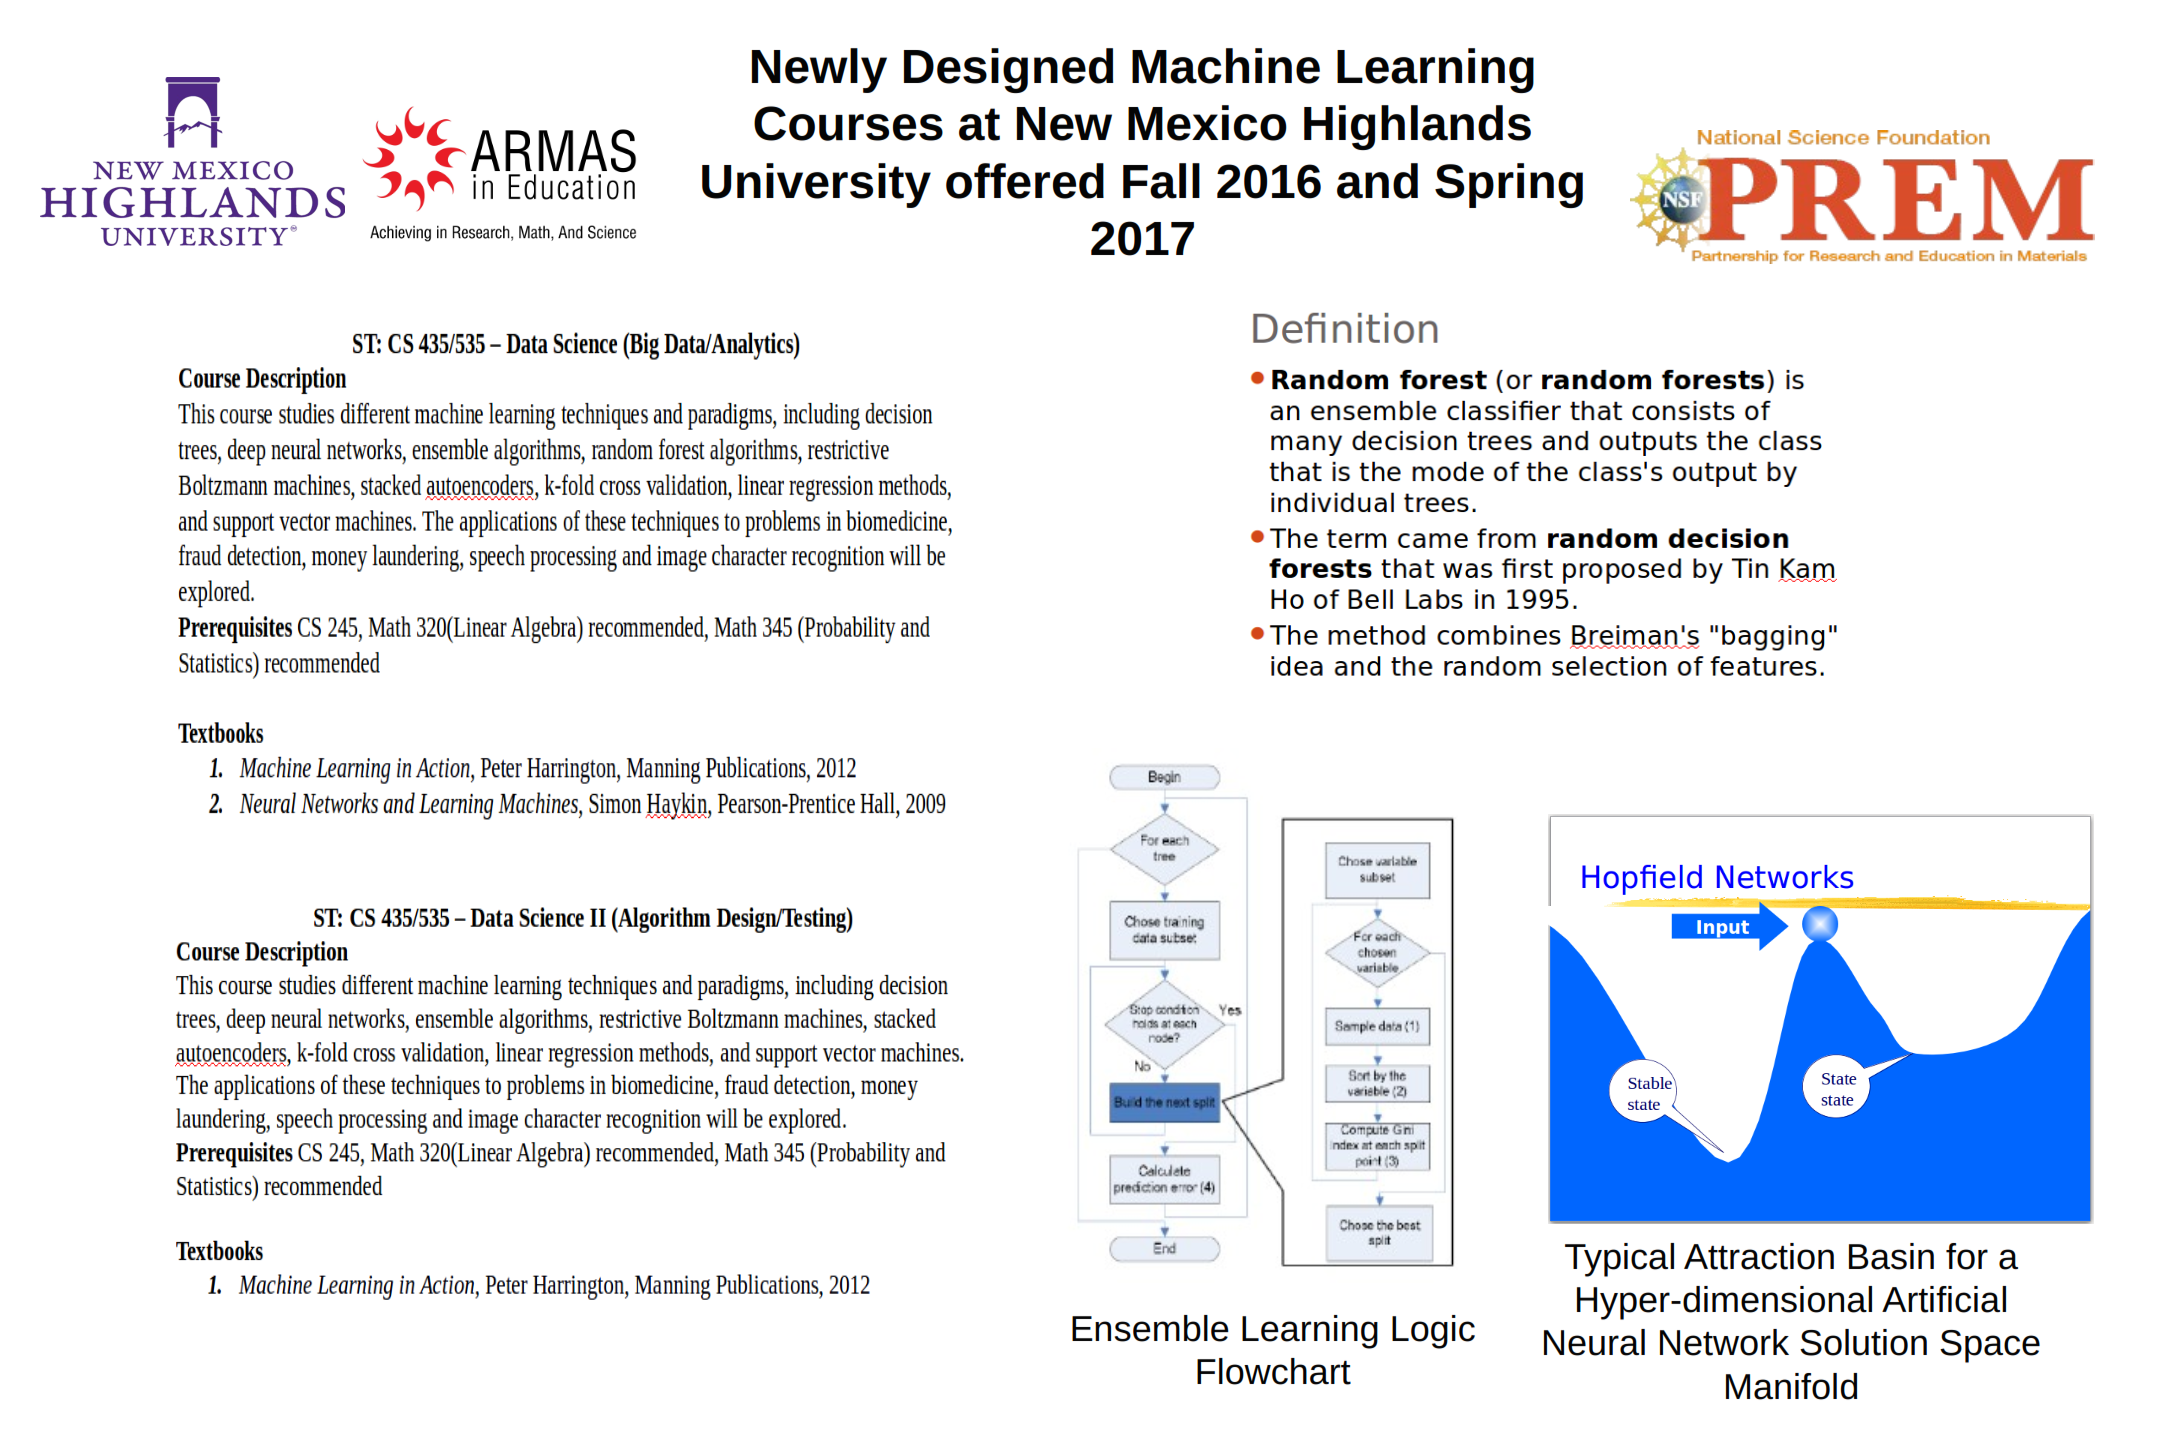 NEW MEXICO
HIGHLANDS
UNIVERSITY®
ARMAS
in Education
Achieving in Research, Math, And Science
Newly Designed Machine Learning
Courses at New Mexico Highlands
University offered Fall 2016 and Spring
2017
National Science Foundation
NSF
PREM
Partnership for Research and Education in Materials
ST: CS 435/535 – Data Science (Big Data/Analytics)
Course Description
This course studies different machine learning techniques and paradigms, including decision
trees, deep neural networks, ensemble algorithms, random forest algorithms, restrictive
Boltzmann machines, stacked autoencoders, k-fold cross validation, linear regression methods,
and support vector machines. The applications of these techniques to problems in biomedicine,
fraud detection, money laundering, speech processing and image character recognition will be
explored.
Prerequisites CS 245, Math 320(Linear Algebra) recommended, Math 345 (Probability and
Statistics) recommended
Textbooks
1. Machine Learning in Action, Peter Harrington, Manning Publications, 2012
2. Neural Networks and Learning Machines, Simon Haykin, Pearson-Prentice Hall, 2009
ST: CS 435/535 – Data Science II (Algorithm Design/Testing)
Course Description
This course studies different machine learning techniques and paradigms, including decision
trees, deep neural networks, ensemble algorithms, restrictive Boltzmann machines, stacked
autoencoders, k-fold cross validation, linear regression methods, and support vector machines.
The applications of these techniques to problems in biomedicine, fraud detection, money
laundering, speech processing and image character recognition will be explored.
Prerequisites CS 245, Math 320(Linear Algebra) recommended, Math 345 (Probability and
Statistics) recommended
Textbooks
1. Machine Learning in Action, Peter Harrington, Manning Publications, 2012
Definition
• Random forest (or random forests) is
an ensemble classifier that consists of
many decision trees and outputs the class
that is the mode of the class's output by
individual trees.
• The term came from random decision
forests that was first proposed by Tin Kam
Ho of Bell Labs in 1995.
• The method combines Breiman's "bagging"
idea and the random selection of features.
Begin
For each
tree
Chose training
data subset
Stop condition
holds at each
node?
Yes
No
Build the next split
Calculate
prediction error (4)
End
Chose variable
subset
For each
chosen
variable
Sample data (1)
Sort by the
variable (2)
Compute Gini
index at each split
point (3)
Chose the best
split
Ensemble Learning Logic
Flowchart
Hopfield Networks
Input
Stable
state
State
state
Typical Attraction Basin for a
Hyper-dimensional Artificial
Neural Network Solution Space
Manifold